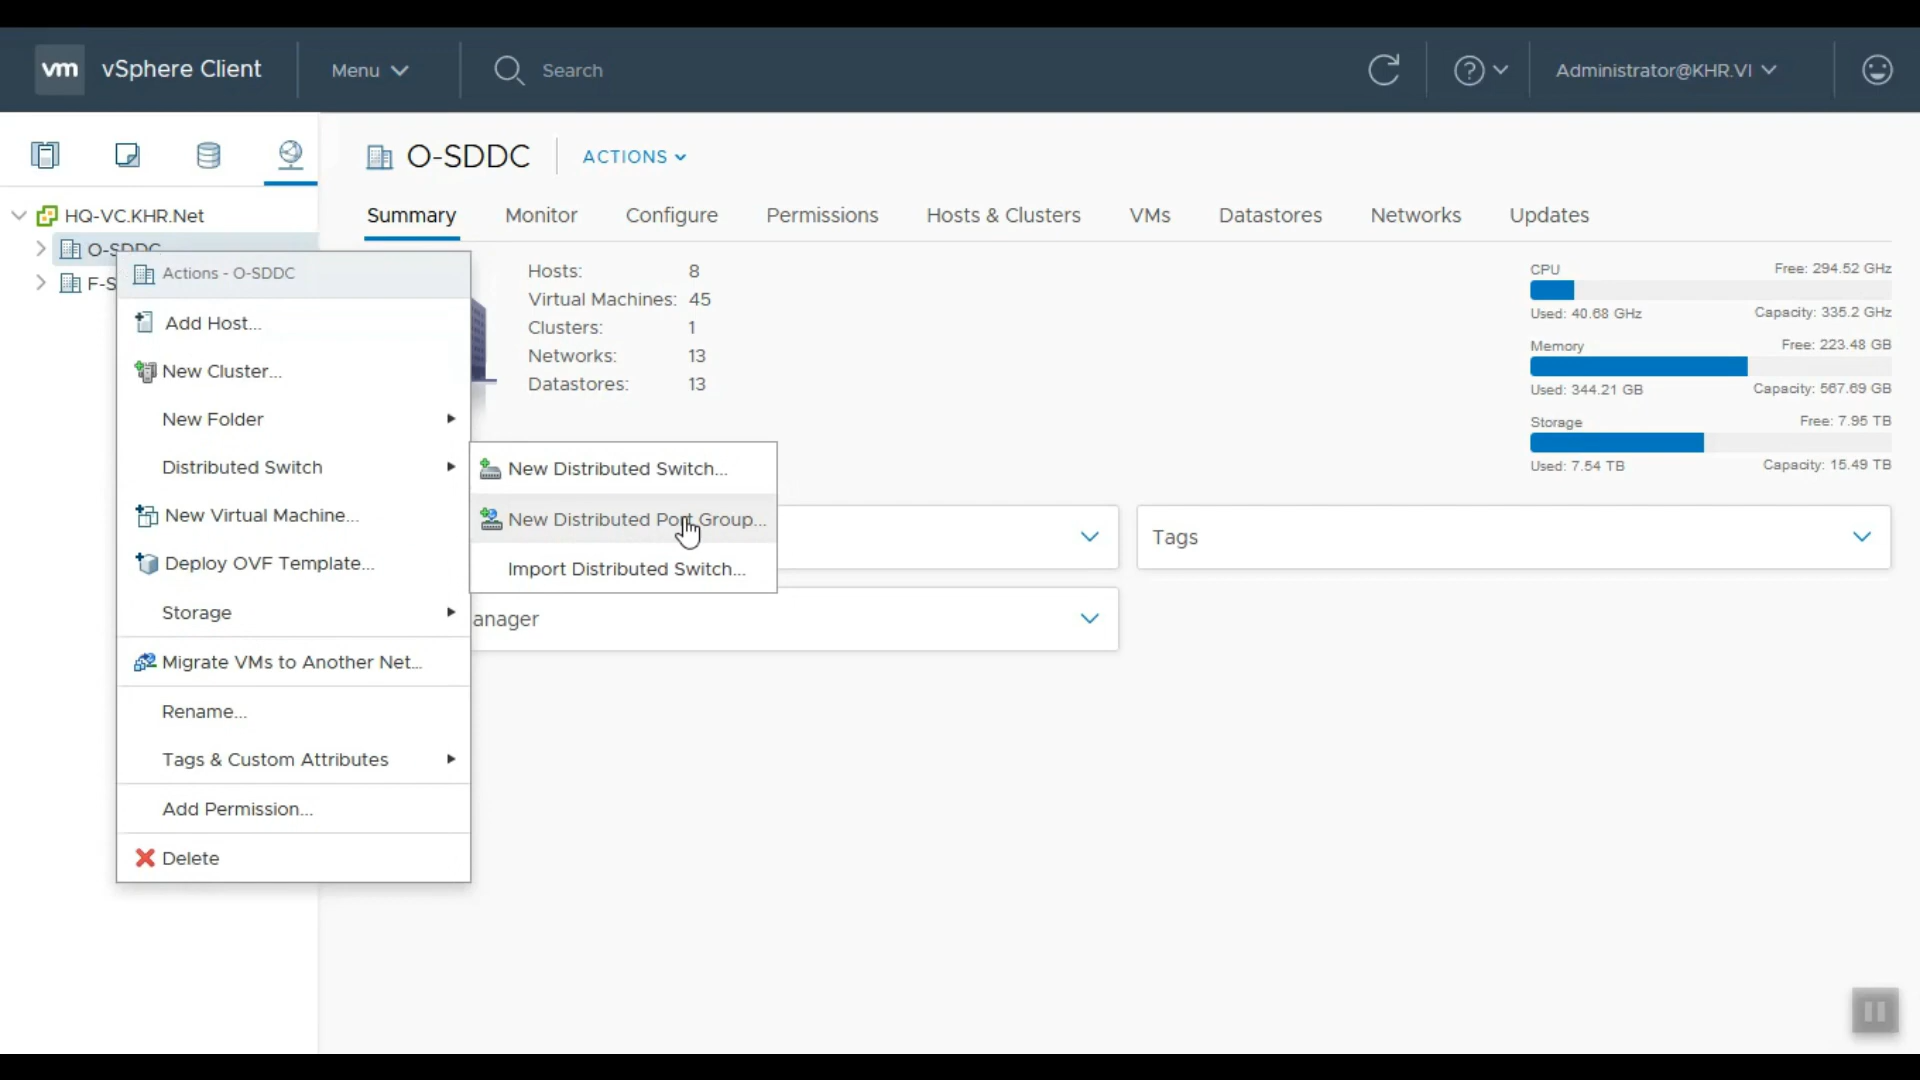 vm vSphere Client Menu Search Administrator@KHR.VI
O-SDDC ACTIONS
HQ-VC.KHR.Net
Summary Monitor Configure Permissions Hosts & Clusters VMs Datastores Networks Updates
O-SDDC
F-S
Actions - O-SDDC
Add Host...
New Cluster...
New Folder
Distributed Switch
New Virtual Machine...
Deploy OVF Template...
Storage
Migrate VMs to Another Net...
Rename...
Tags & Custom Attributes
Add Permission...
Delete
New Distributed Switch...
New Distributed Port Group...
Import Distributed Switch...
Hosts: 8
Virtual Machines: 45
Clusters: 1
Networks: 13
Datastores: 13
CPU Free: 294.52 GHz
Used: 40.68 GHz Capacity: 335.2 GHz
Memory Free: 223.48 GB
Used: 344.21 GB Capacity: 567.69 GB
Storage Free: 7.95 TB
Used: 7.54 TB Capacity: 15.49 TB
Tags
anager